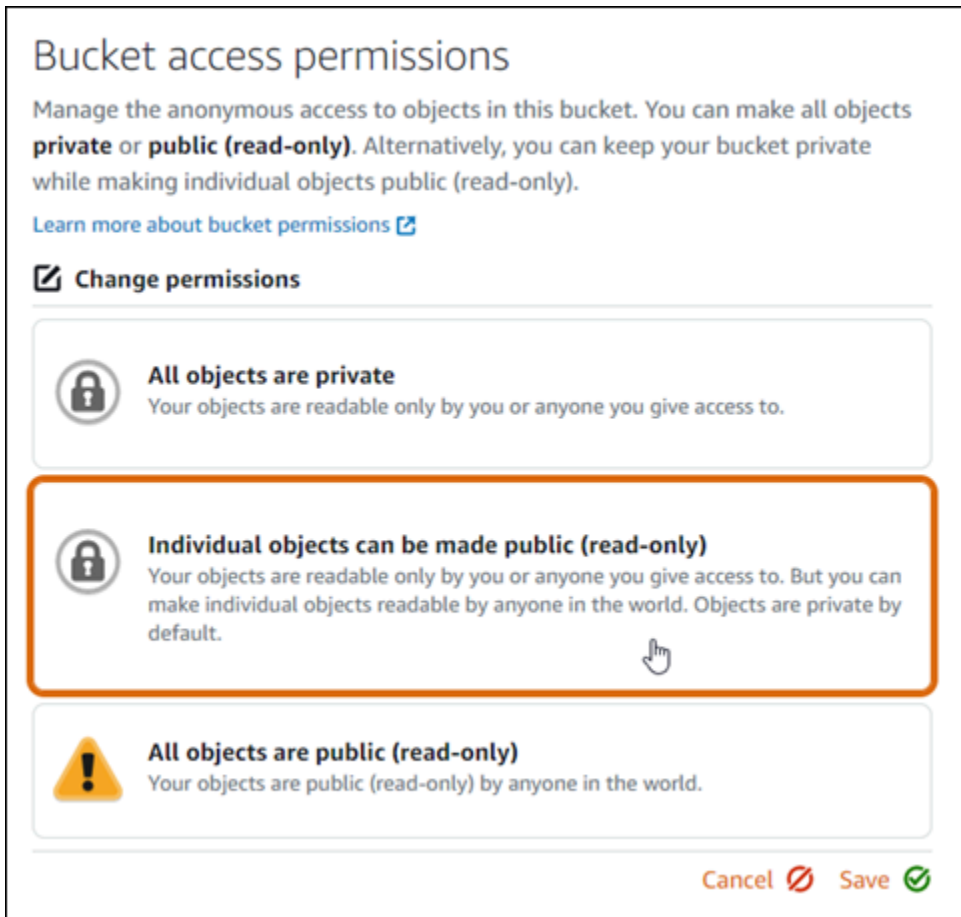 Bucket access permissions
Manage the anonymous access to objects in this bucket. You can make all objects
private or public (read-only). Alternatively, you can keep your bucket private
while making individual objects public (read-only).
Learn more about bucket permissions
Change permissions
All objects are private
Your objects are readable only by you or anyone you give access to.
Individual objects can be made public (read-only)
Your objects are readable only by you or anyone you give access to. But you can
make individual objects readable by anyone in the world. Objects are private by
default.
All objects are public (read-only)
Your objects are public (read-only) by anyone in the world.
Cancel Save